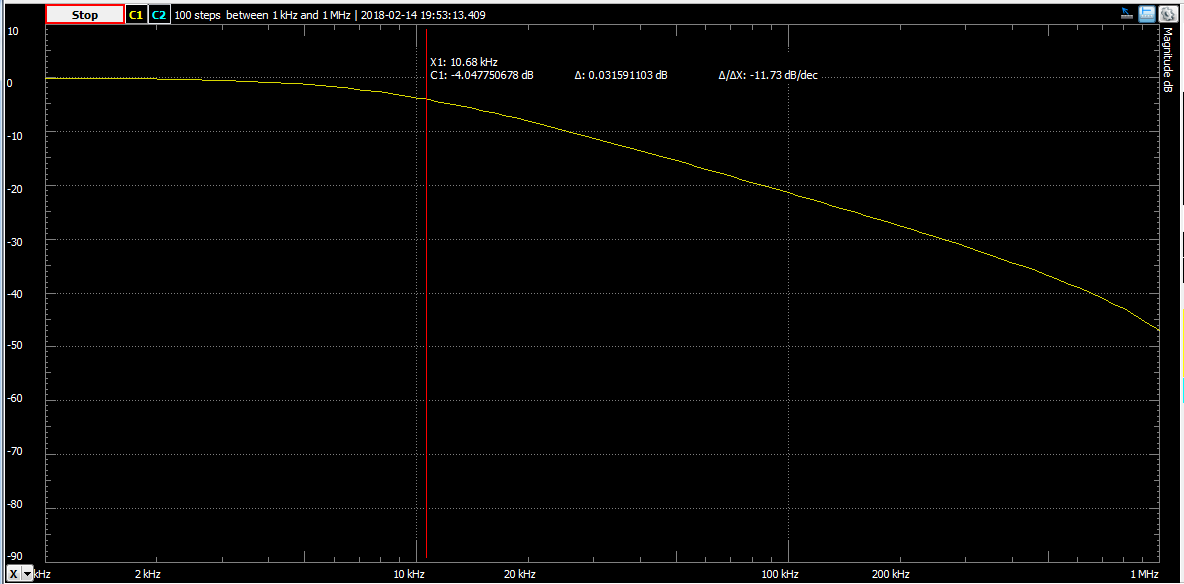 Stop C1 C2 100 steps between 1 kHz and 1 MHz | 2018-02-14 19:53:13.409
10
X1: 10.68 kHz
C1: -4.047750678 dB Δ: 0.031591103 dB Δ/ΔX: -11.73 dB/dec
Magnitude dB
0
-10
-20
-30
-40
-50
-60
-70
-80
-90
X kHz 2 kHz 10 kHz 20 kHz 100 kHz 200 kHz 1 MHz